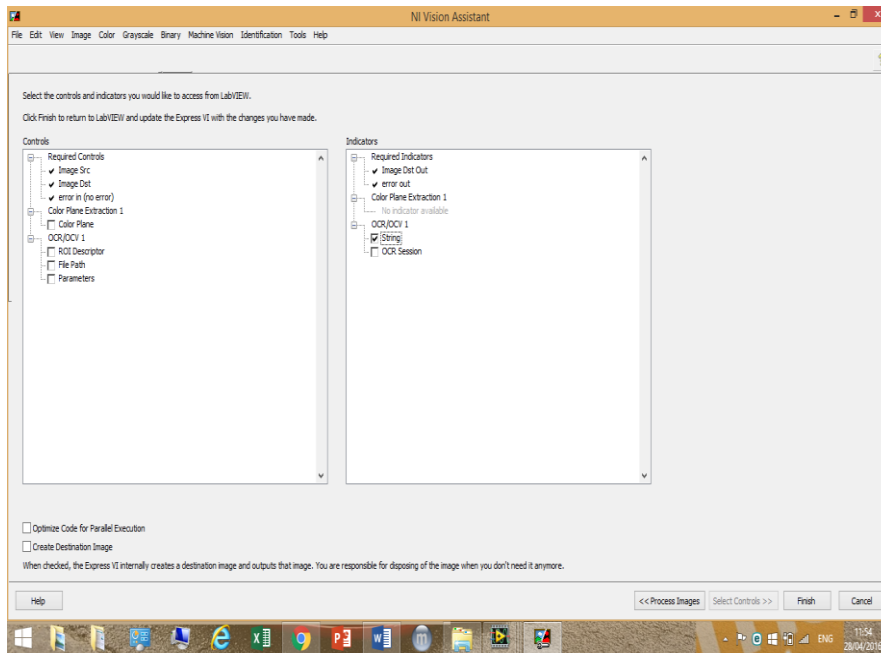 NI Vision Assistant
File Edit View Image Color Grayscale Binary Machine Vision Identification Tools Help
Select the controls and indicators you would like to access from LabVIEW.
Click Finish to return to LabVIEW and update the Express VI with the changes you have made.
Controls
Required Controls
Image Src
Image Dst
error in (no error)
Color Plane Extraction 1
Color Plane
OCR/OCV 1
ROI Descriptor
File Path
Parameters
Indicators
Required Indicators
Image Dst Out
error out
Color Plane Extraction 1
No indicator available
OCR/OCV 1
String
OCR Session
Optimize Code for Parallel Execution
Create Destination Image
When checked, the Express VI internally creates a destination image and outputs that image. You are responsible for disposing of the image when you don't need it anymore.
Help
<< Process Images Select Controls >> Finish Cancel
ENG
11:54
28/04/2016